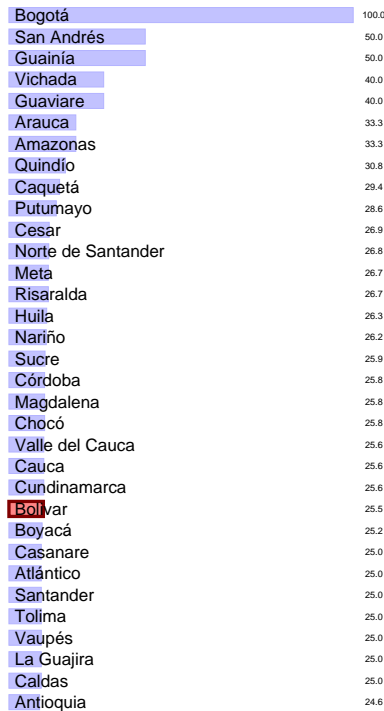 Bogotá 100.0
San Andrés 50.0
Guainía 50.0
Vichada 40.0
Guaviare 40.0
Arauca 33.3
Amazonas 33.3
Quindío 30.8
Caquetá 29.4
Putumayo 28.6
Cesar 26.9
Norte de Santander 26.8
Meta 26.7
Risaralda 26.7
Huila 26.3
Nariño 26.2
Sucre 25.9
Córdoba 25.8
Magdalena 25.8
Chocó 25.8
Valle del Cauca 25.6
Cauca 25.6
Cundinamarca 25.6
Bolívar 25.5
Boyacá 25.2
Casanare 25.0
Atlántico 25.0
Santander 25.0
Tolima 25.0
Vaupés 25.0
La Guajira 25.0
Caldas 25.0
Antioquia 24.6